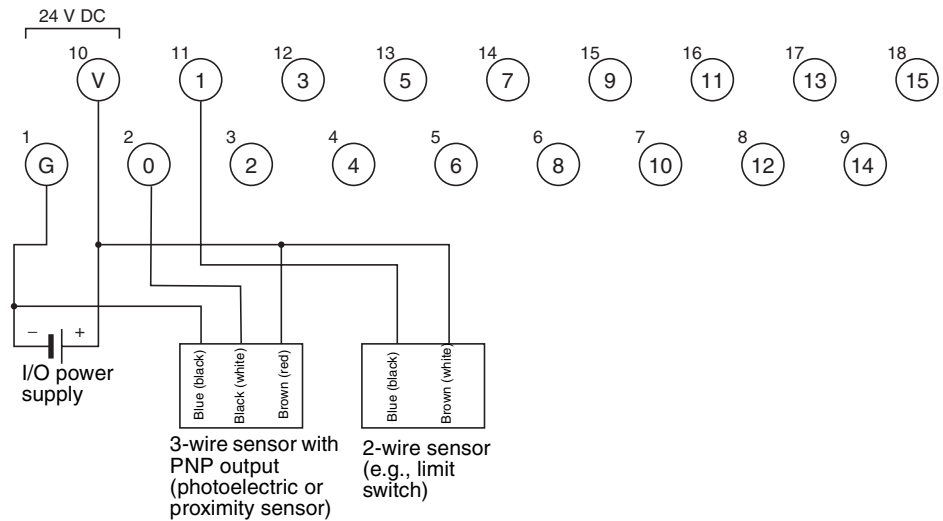 24 V DC
10 11 12 13 14 15 16 17 18
V 1 3 5 7 9 11 13 15
1 2 3 4 5 6 7 8 9
G 0 2 4 6 8 10 12 14
− +
I/O power
supply
Blue (black)
Black (white)
Brown (red)
Blue (black)
Brown (white)
3-wire sensor with
PNP output
(photoelectric or
proximity sensor)
2-wire sensor
(e.g., limit
switch)